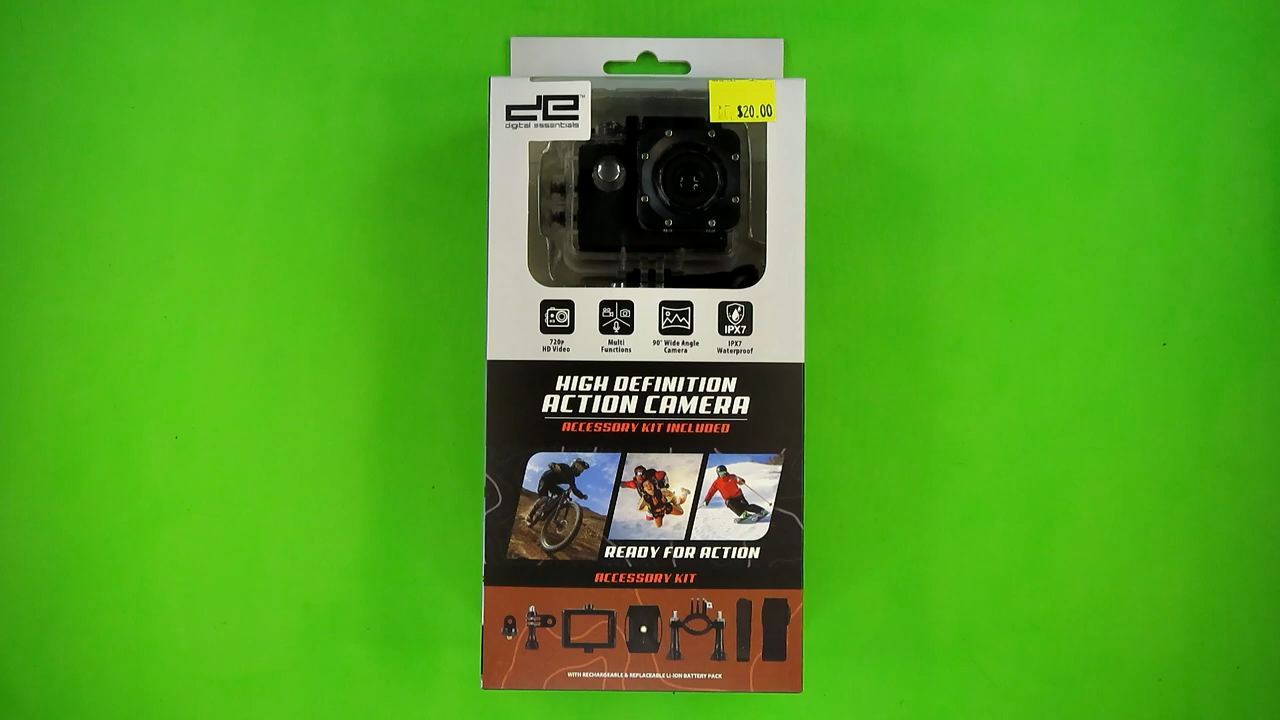 de™
digital essentials
$20.00
IPX7
720P
HD Video
Multi
Functions
90° Wide Angle
Camera
IPX7
Waterproof
HIGH DEFINITION
ACTION CAMERA
ACCESSORY KIT INCLUDED
READY FOR ACTION
ACCESSORY KIT
WITH RECHARGEABLE & REPLACEABLE LI-ION BATTERY PACK